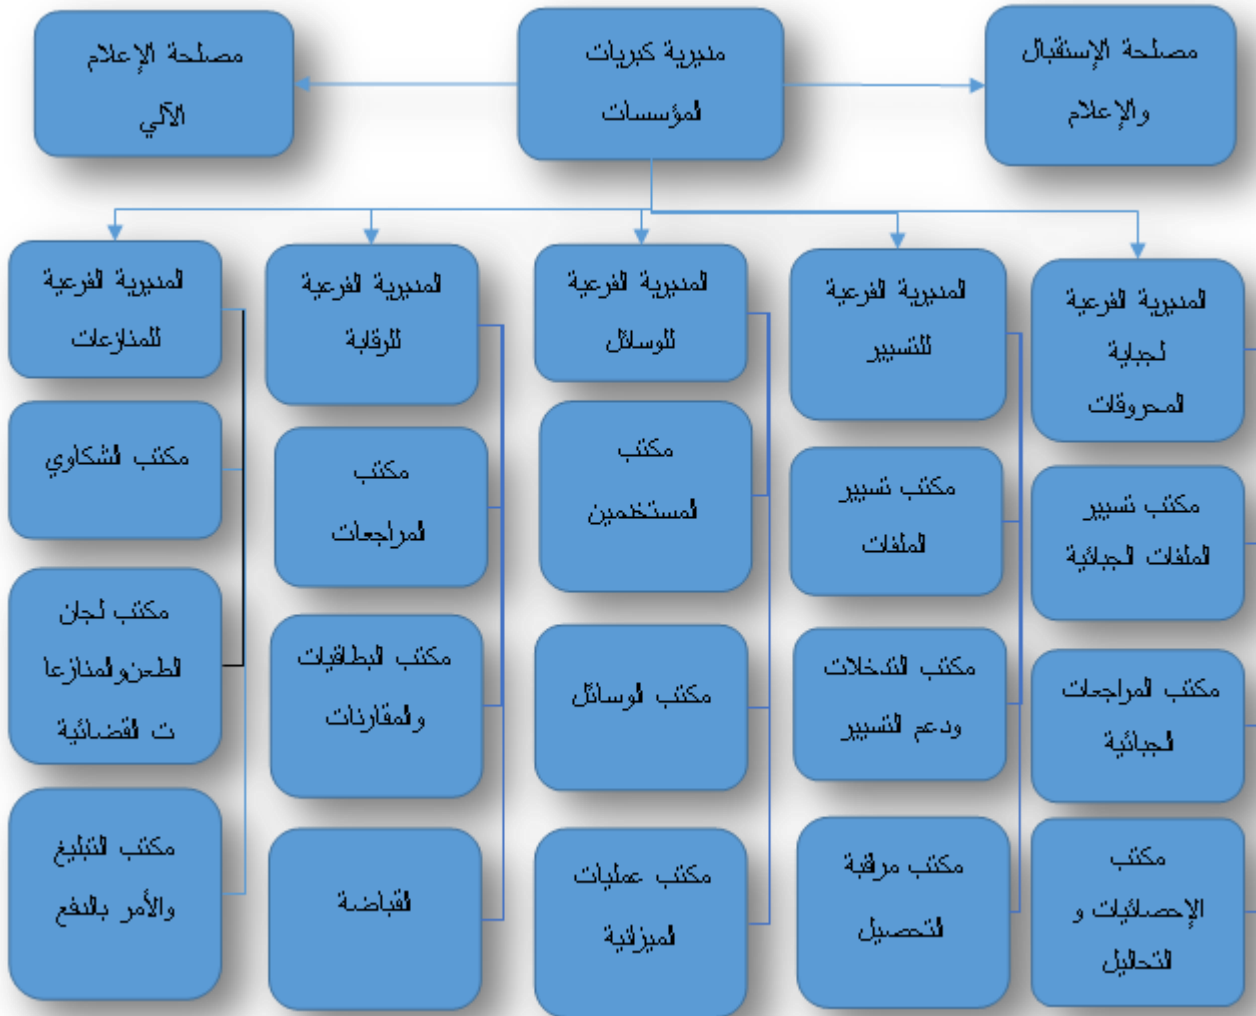 مصلحة الإستقبال
والإعلام
مديرية كبريات
المؤسسات
مصلحة الإعلام
الآلي
المديرية الفرعية
لجباية
المحروقات
المديرية الفرعية
للتسيير
المديرية الفرعية
للوسائل
المديرية الفرعية
للرقابة
المديرية الفرعية
للمنازعات
مكتب تسيير
الملفات الجبائية
مكتب تسيير
الملفات
مكتب
المستخدمين
مكتب
المراجعات
مكتب الشكاوي
مكتب المراجعات
الجبائية
مكتب التدخلات
ودعم التسيير
مكتب الوسائل
مكتب البطاقيات
والمقارنات
مكتب لجان
الطعن والمنازعا
ت القضائية
مكتب
الإحصائيات و
التحاليل
مكتب مراقبة
التحصيل
مكتب عمليات
الميزانية
القباضة
مكتب التبليغ
والأمر بالدفع